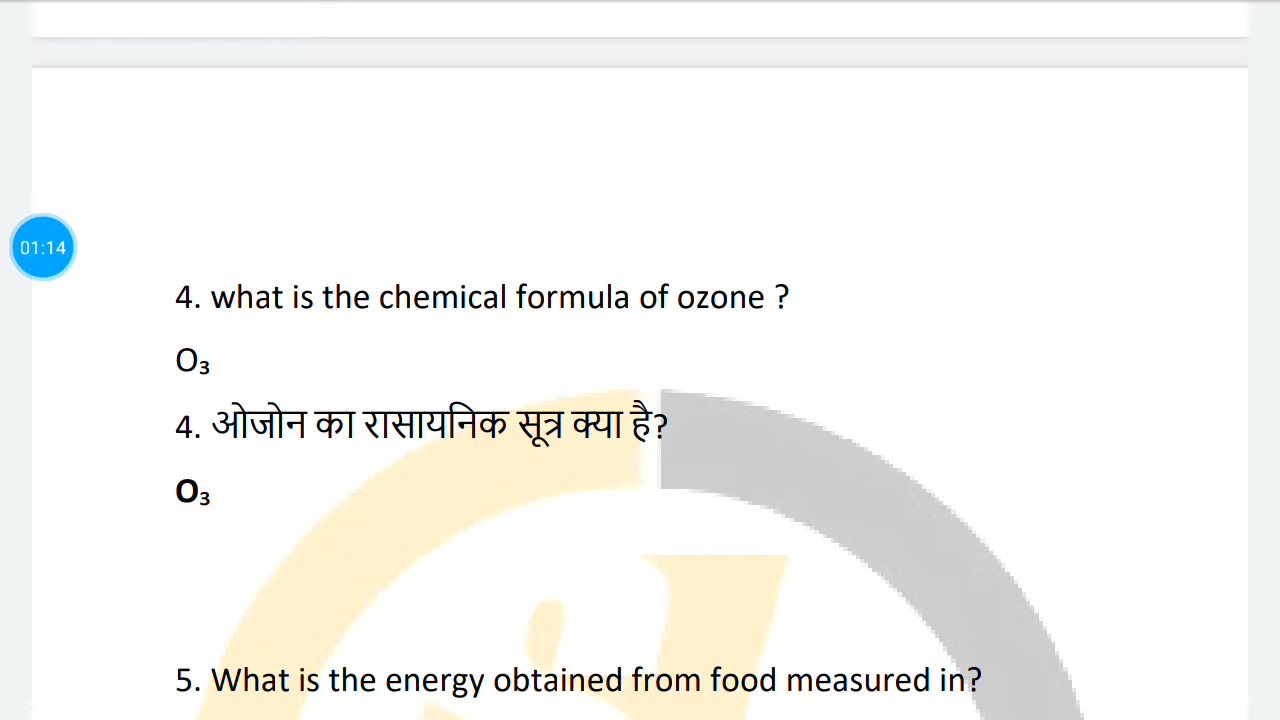 01:14
4. what is the chemical formula of ozone ?
O₃
4. ओजोन का रासायनिक सूत्र क्या है?
O₃
5. What is the energy obtained from food measured in?